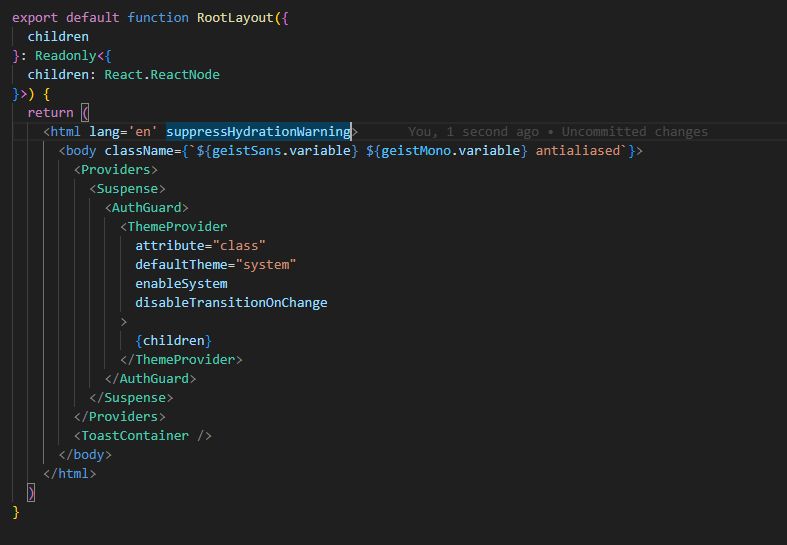 export default function RootLayout({
  children
}: Readonly<{
  children: React.ReactNode
}>) {
  return (
    <html lang='en' suppressHydrationWarning> You, 1 second ago • Uncommitted changes
      <body className={`${geistSans.variable} ${geistMono.variable} antialiased`}>
        <Providers>
          <Suspense>
            <AuthGuard>
              <ThemeProvider
                attribute="class"
                defaultTheme="system"
                enableSystem
                disableTransitionOnChange
              >
                {children}
              </ThemeProvider>
            </AuthGuard>
          </Suspense>
        </Providers>
        <ToastContainer />
      </body>
    </html>
  )
}